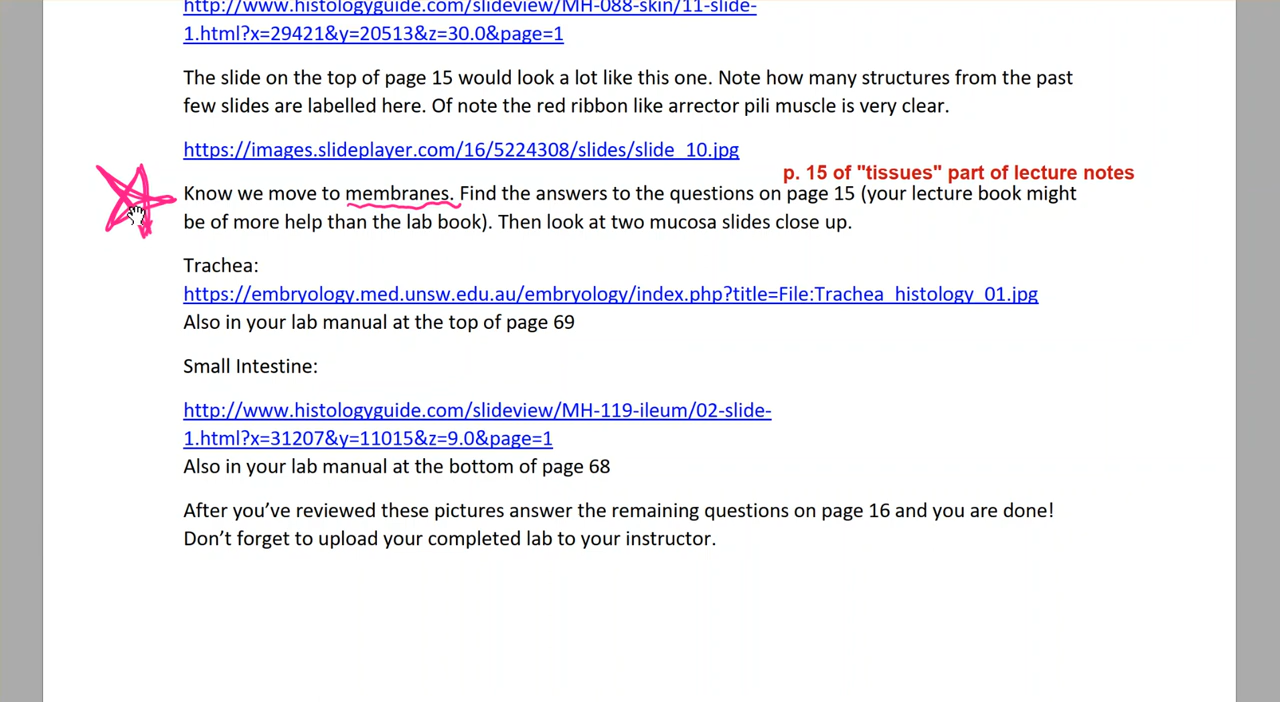 http://www.histologyguide.com/slideview/MH-088-skin/11-slide-
1.html?x=29421&y=20513&z=30.0&page=1
The slide on the top of page 15 would look a lot like this one. Note how many structures from the past
few slides are labelled here. Of note the red ribbon like arrector pili muscle is very clear.
https://images.slideplayer.com/16/5224308/slides/slide_10.jpg
p. 15 of "tissues" part of lecture notes
Know we move to membranes. Find the answers to the questions on page 15 (your lecture book might
be of more help than the lab book). Then look at two mucosa slides close up.
Trachea:
https://embryology.med.unsw.edu.au/embryology/index.php?title=File:Trachea_histology_01.jpg
Also in your lab manual at the top of page 69
Small Intestine:
http://www.histologyguide.com/slideview/MH-119-ileum/02-slide-
1.html?x=31207&y=11015&z=9.0&page=1
Also in your lab manual at the bottom of page 68
After you’ve reviewed these pictures answer the remaining questions on page 16 and you are done!
Don’t forget to upload your completed lab to your instructor.